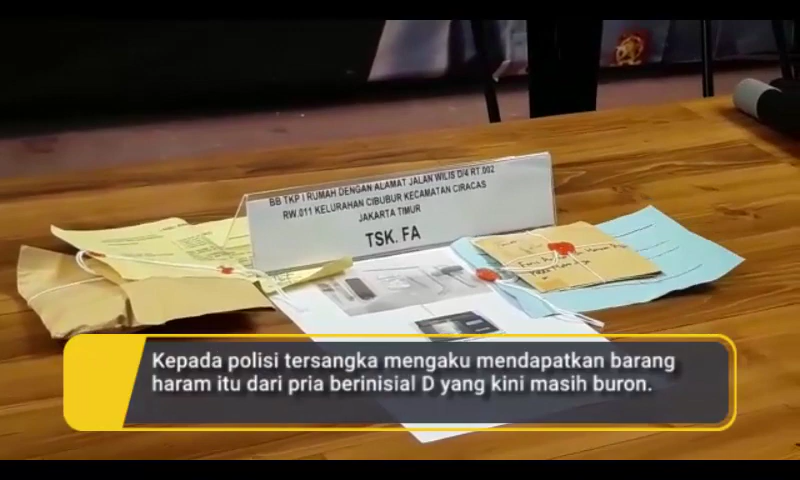 BB TKP I RUMAH DENGAN ALAMAT JALAN WILIS D/4 RT.002
RW.011 KELURAHAN CIBUBUR KECAMATAN CIRACAS
JAKARTA TIMUR
TSK. FA
Kepada polisi tersangka mengaku mendapatkan barang
haram itu dari pria berinisial D yang kini masih buron.